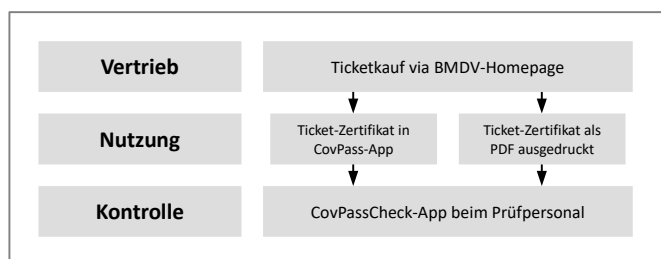 Vertrieb
Ticketkauf via BMDV-Homepage
Nutzung
Ticket-Zertifikat in
CovPass-App
Ticket-Zertifikat als
PDF ausgedruckt
Kontrolle
CovPassCheck-App beim Prüfpersonal